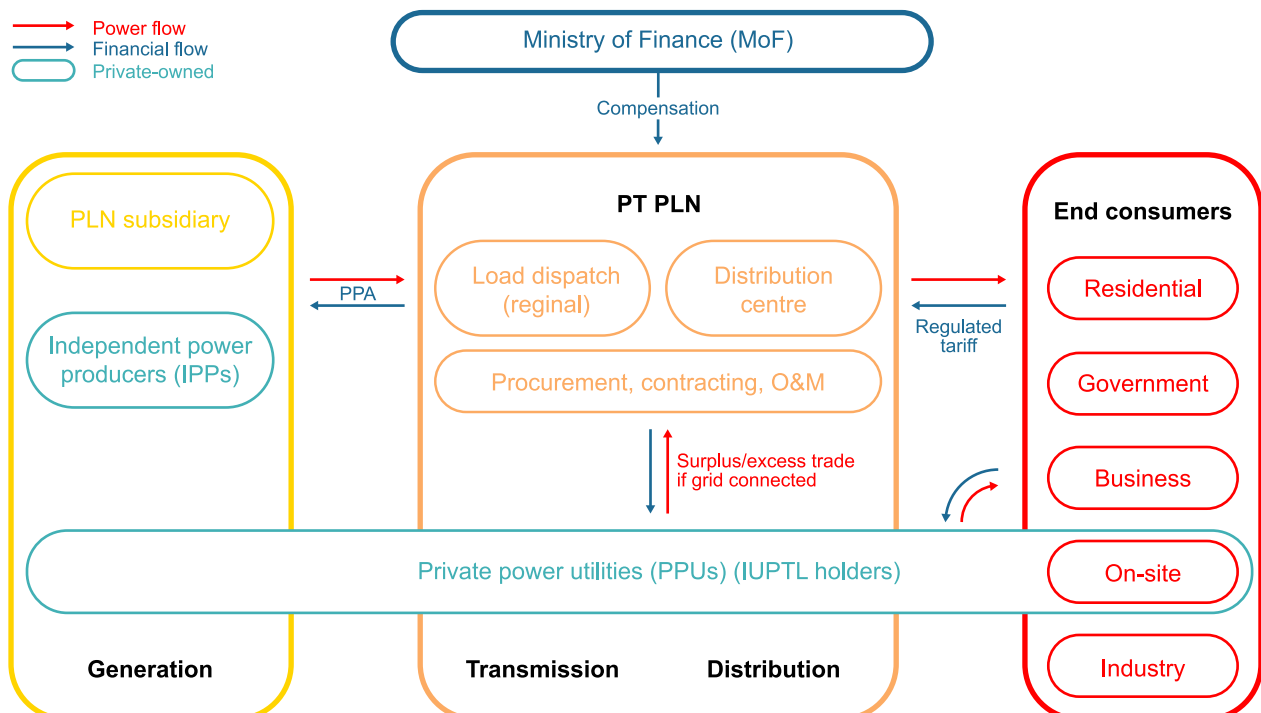 Power flow
Financial flow
Private-owned
Ministry of Finance (MoF)
Compensation
PLN subsidiary
Independent power
producers (IPPs)
PPA
PT PLN
Load dispatch
(reginal)
Distribution
centre
Procurement, contracting, O&M
Surplus/excess trade
if grid connected
Regulated
tariff
End consumers
Residential
Government
Business
Private power utilities (PPUs) (IUPTL holders)
On-site
Industry
Generation
Transmission
Distribution